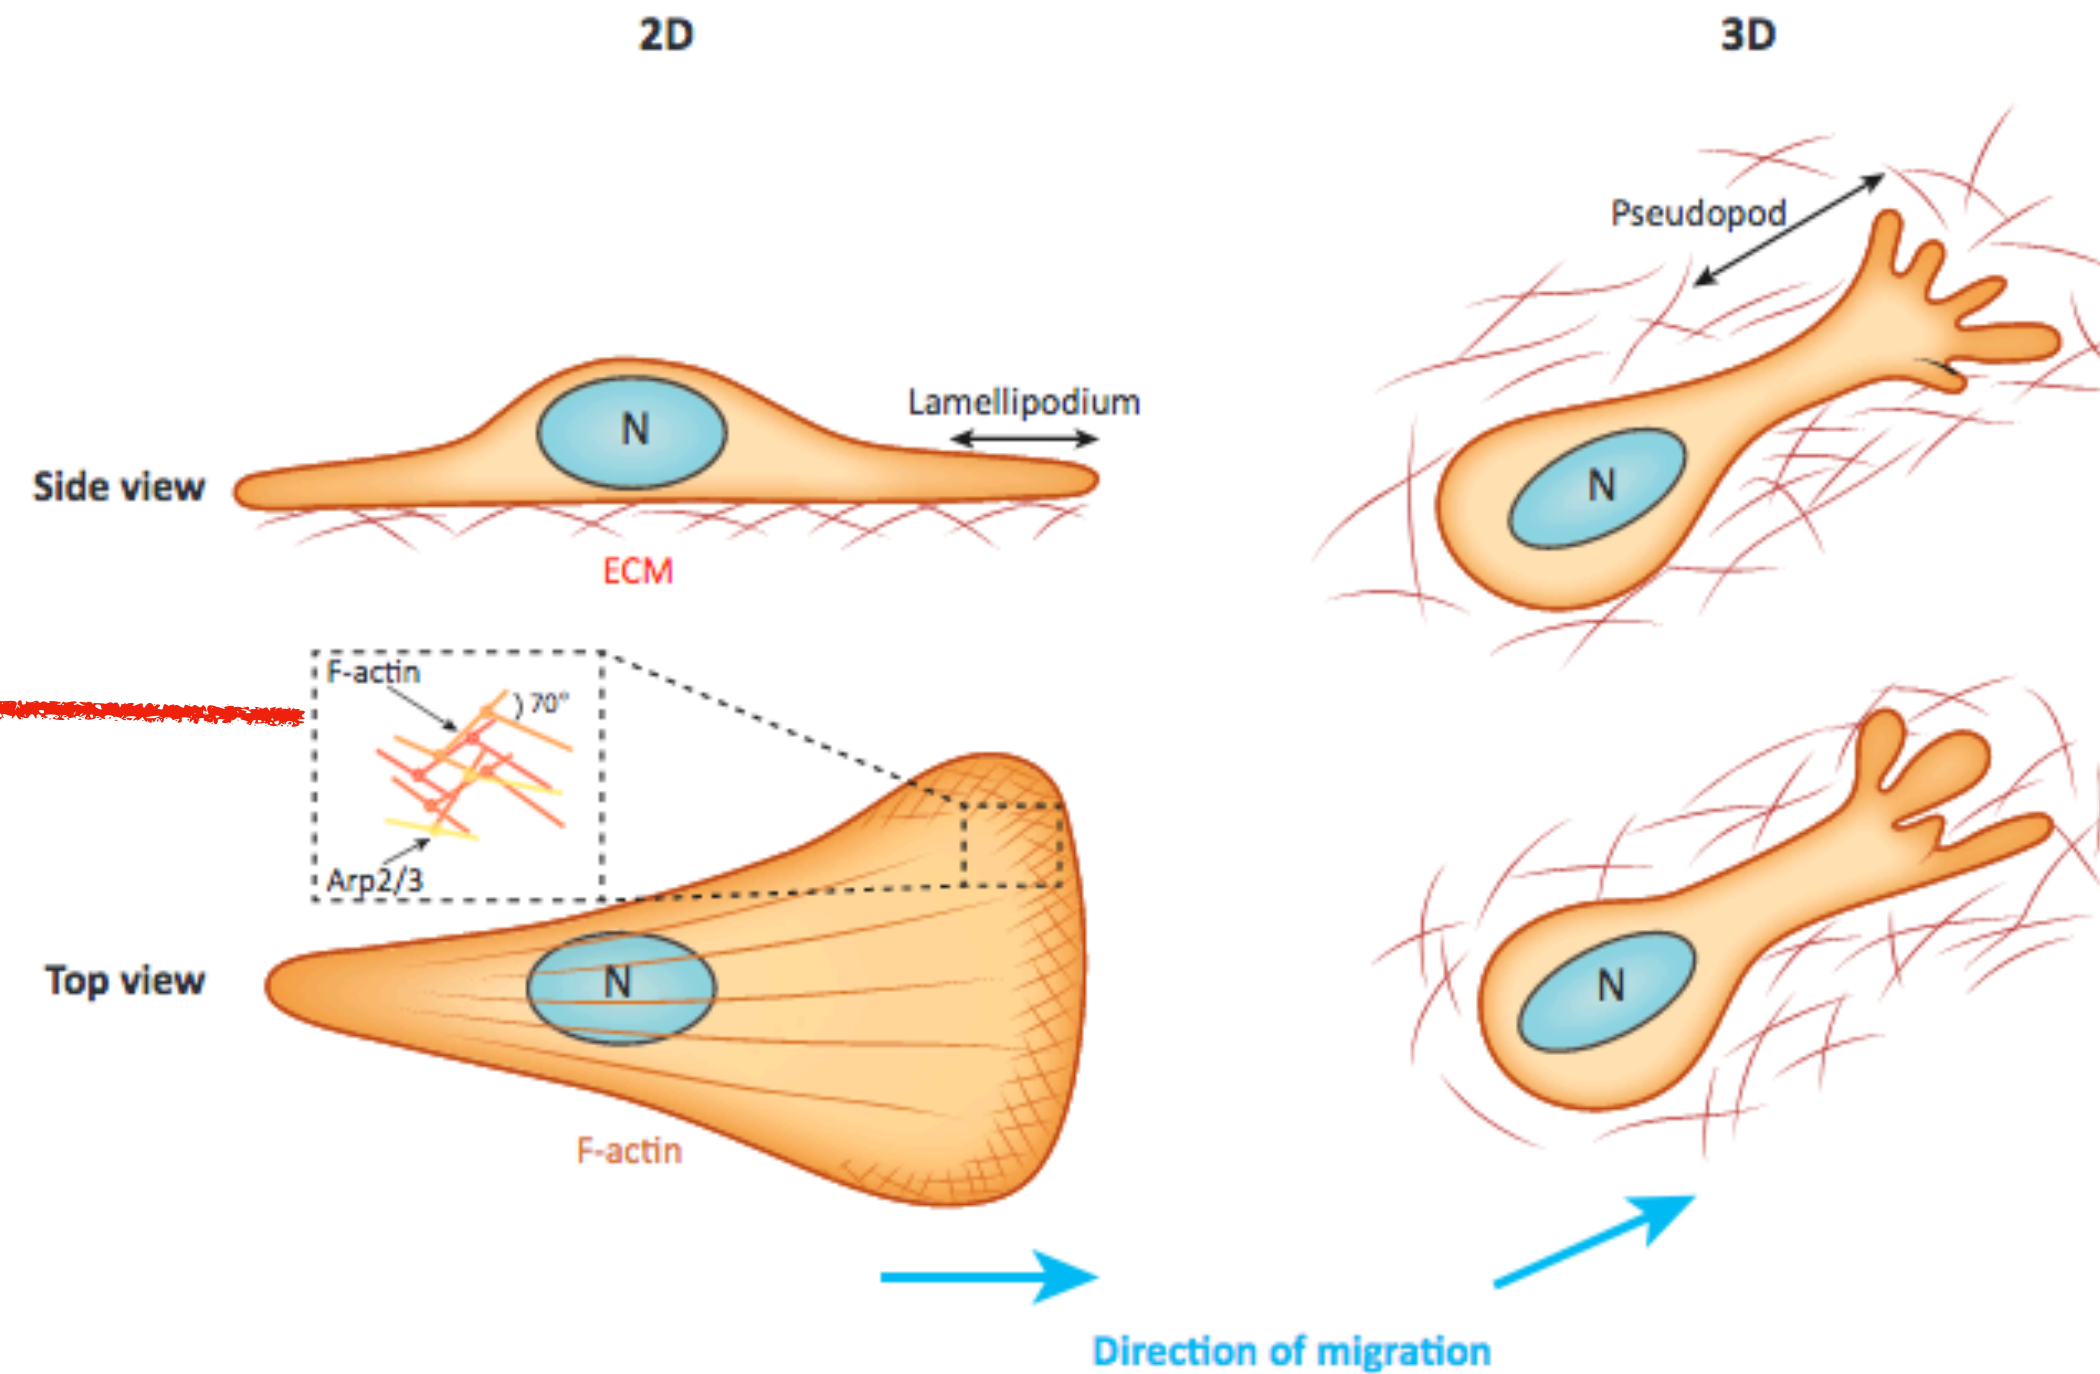 2D
3D
Pseudopod
Lamellipodium
N
N
Side view
ECM
F-actin
70°
Arp2/3
N
N
Top view
F-actin
Direction of migration